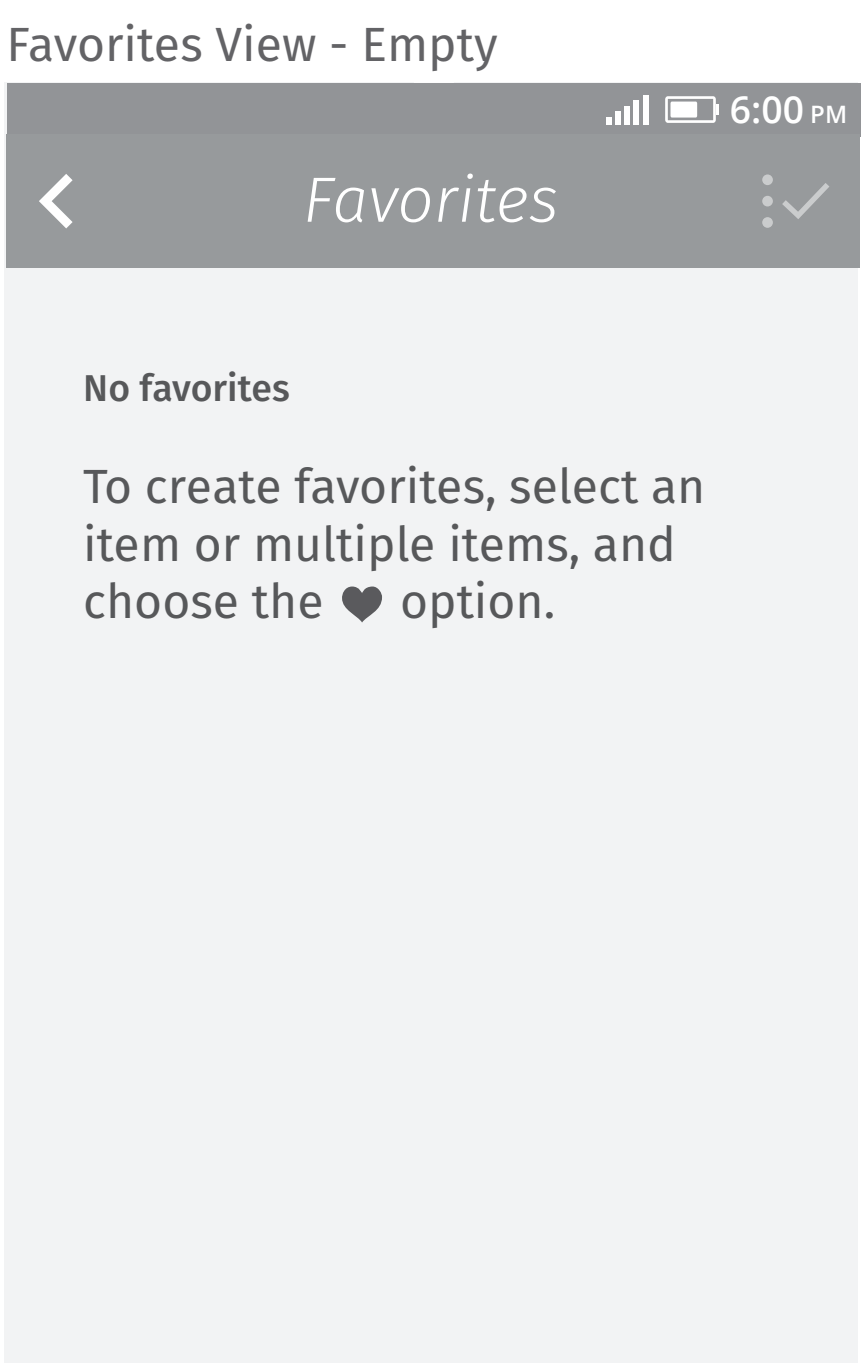 Favorites View - Empty
6:00 PM
Favorites
No favorites
To create favorites, select an
item or multiple items, and
choose the ♥ option.